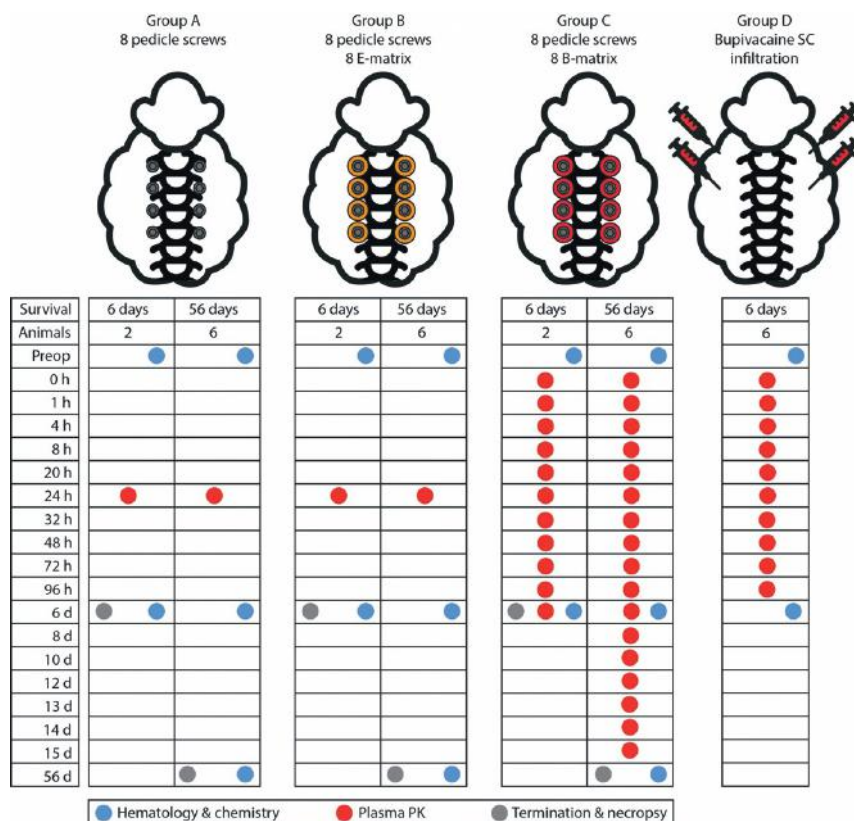 Group A
8 pedicle screws
Group B
8 pedicle screws
8 E-matrix
Group C
8 pedicle screws
8 B-matrix
Group D
Bupivacaine SC
infiltration
Survival 6 days 56 days 6 days 56 days 6 days 56 days 6 days
Animals 2 6 2 6 2 6 6
Preop
0 h
1 h
4 h
8 h
20 h
24 h
32 h
48 h
72 h
96 h
6 d
8 d
10 d
12 d
13 d
14 d
15 d
56 d
Hematology & chemistry Plasma PK Termination & necropsy